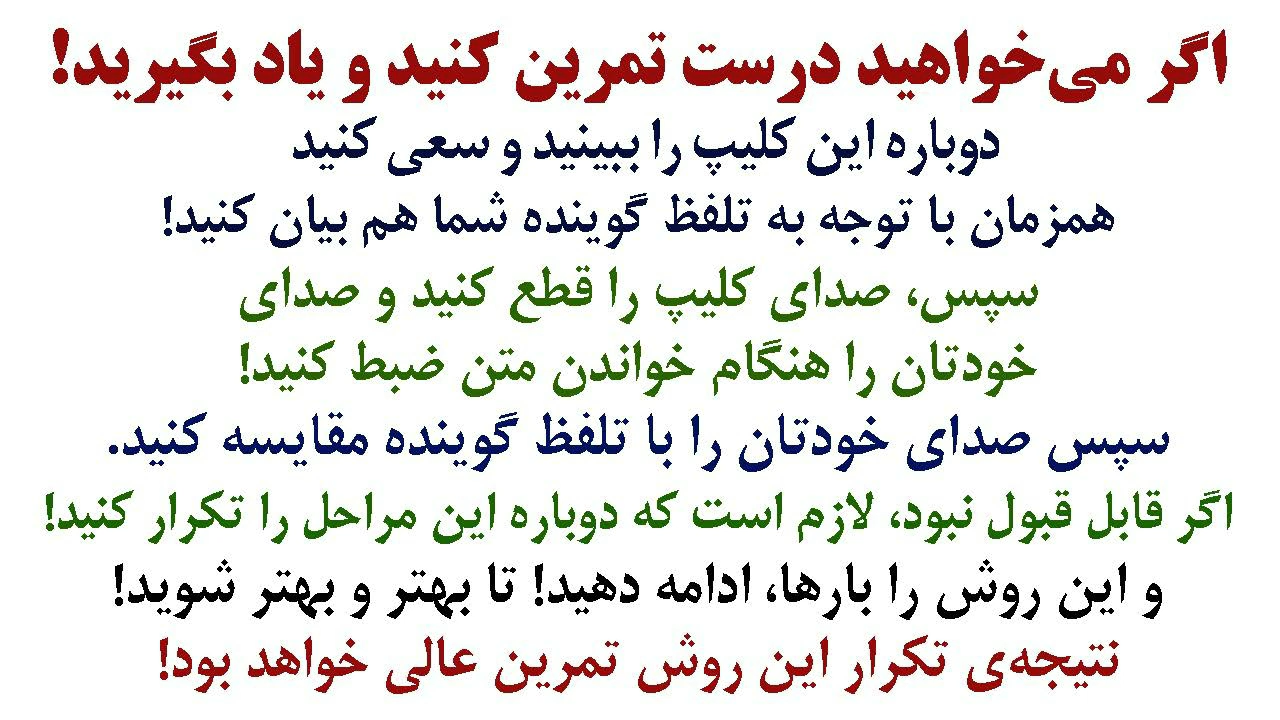 اگر می‌خواهید درست تمرین کنید و یاد بگیرید!
دوباره این کلیپ را ببینید و سعی کنید
همزمان با توجه به تلفظ گوینده شما هم بیان کنید!
سپس، صدای کلیپ را قطع کنید و صدای
خودتان را هنگام خواندن متن ضبط کنید!
سپس صدای خودتان را با تلفظ گوینده مقایسه کنید.
اگر قابل قبول نبود، لازم است که دوباره این مراحل را تکرار کنید!
و این روش را بارها، ادامه دهید! تا بهتر و بهتر شوید!
نتیجه‌ی تکرار این روش تمرین عالی خواهد بود!